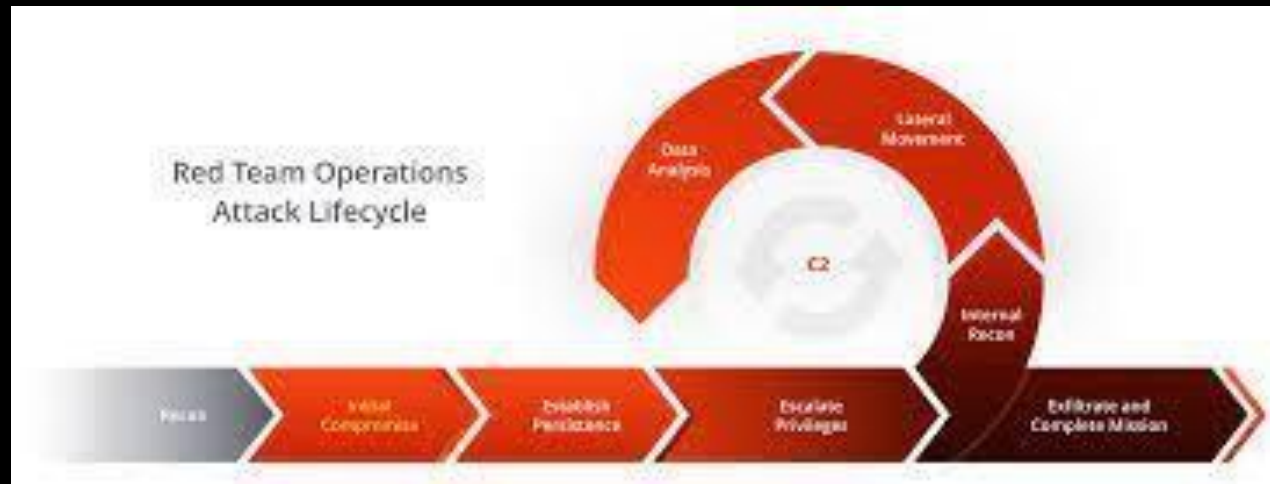 Red Team Operations
Attack Lifecycle
Data
Analysis
Lateral
Movement
C2
Internal
Recon
Recon
Initial
Compromise
Establish
Persistence
Escalate
Privileges
Exfiltrate and
Complete Mission